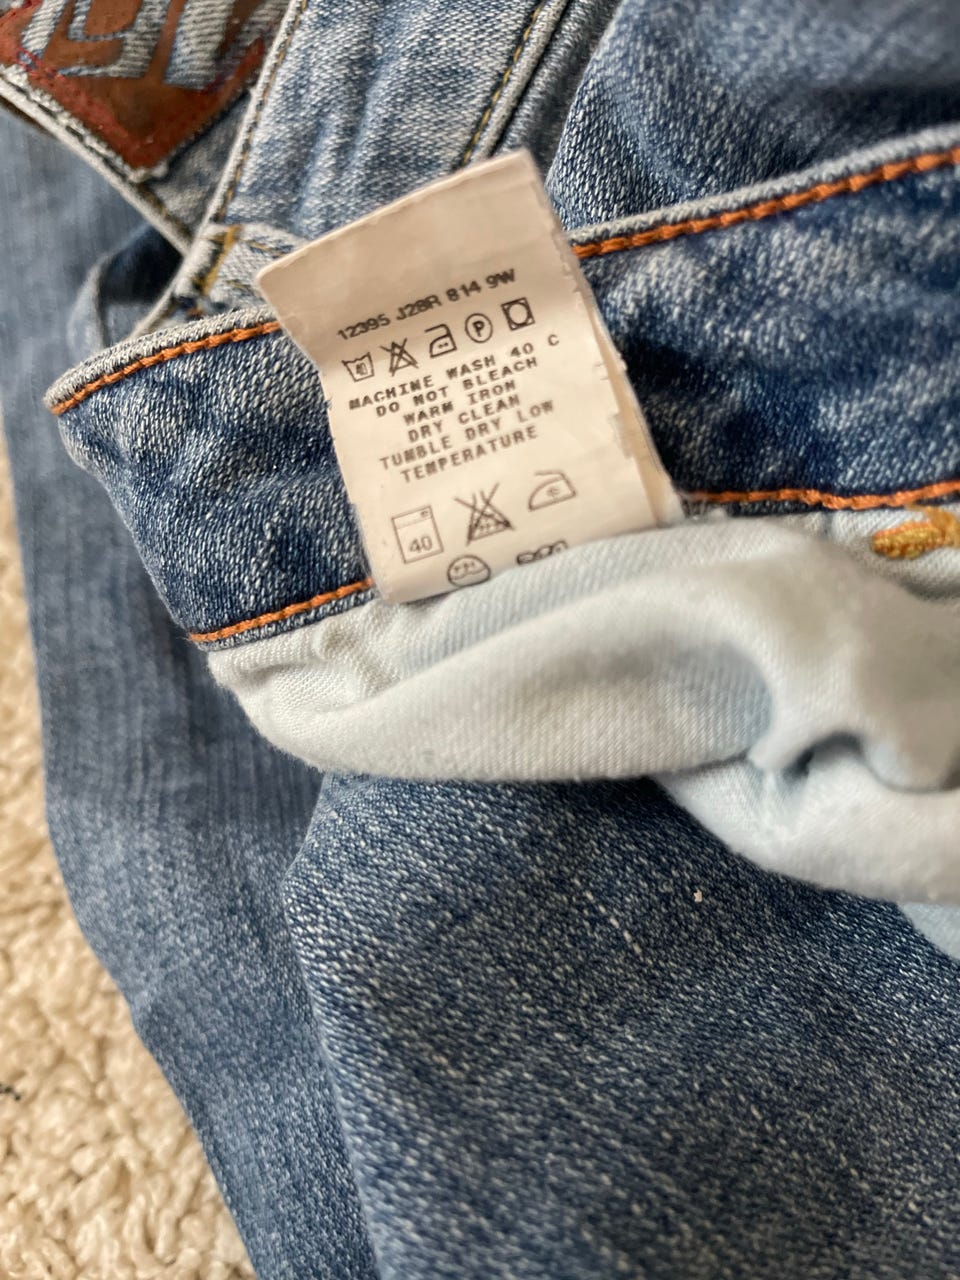 12395 J28R 814 9W
40 P
MACHINE WASH 40 C
DO NOT BLEACH
WARM IRON
DRY CLEAN
TUMBLE DRY LOW
TEMPERATURE
40